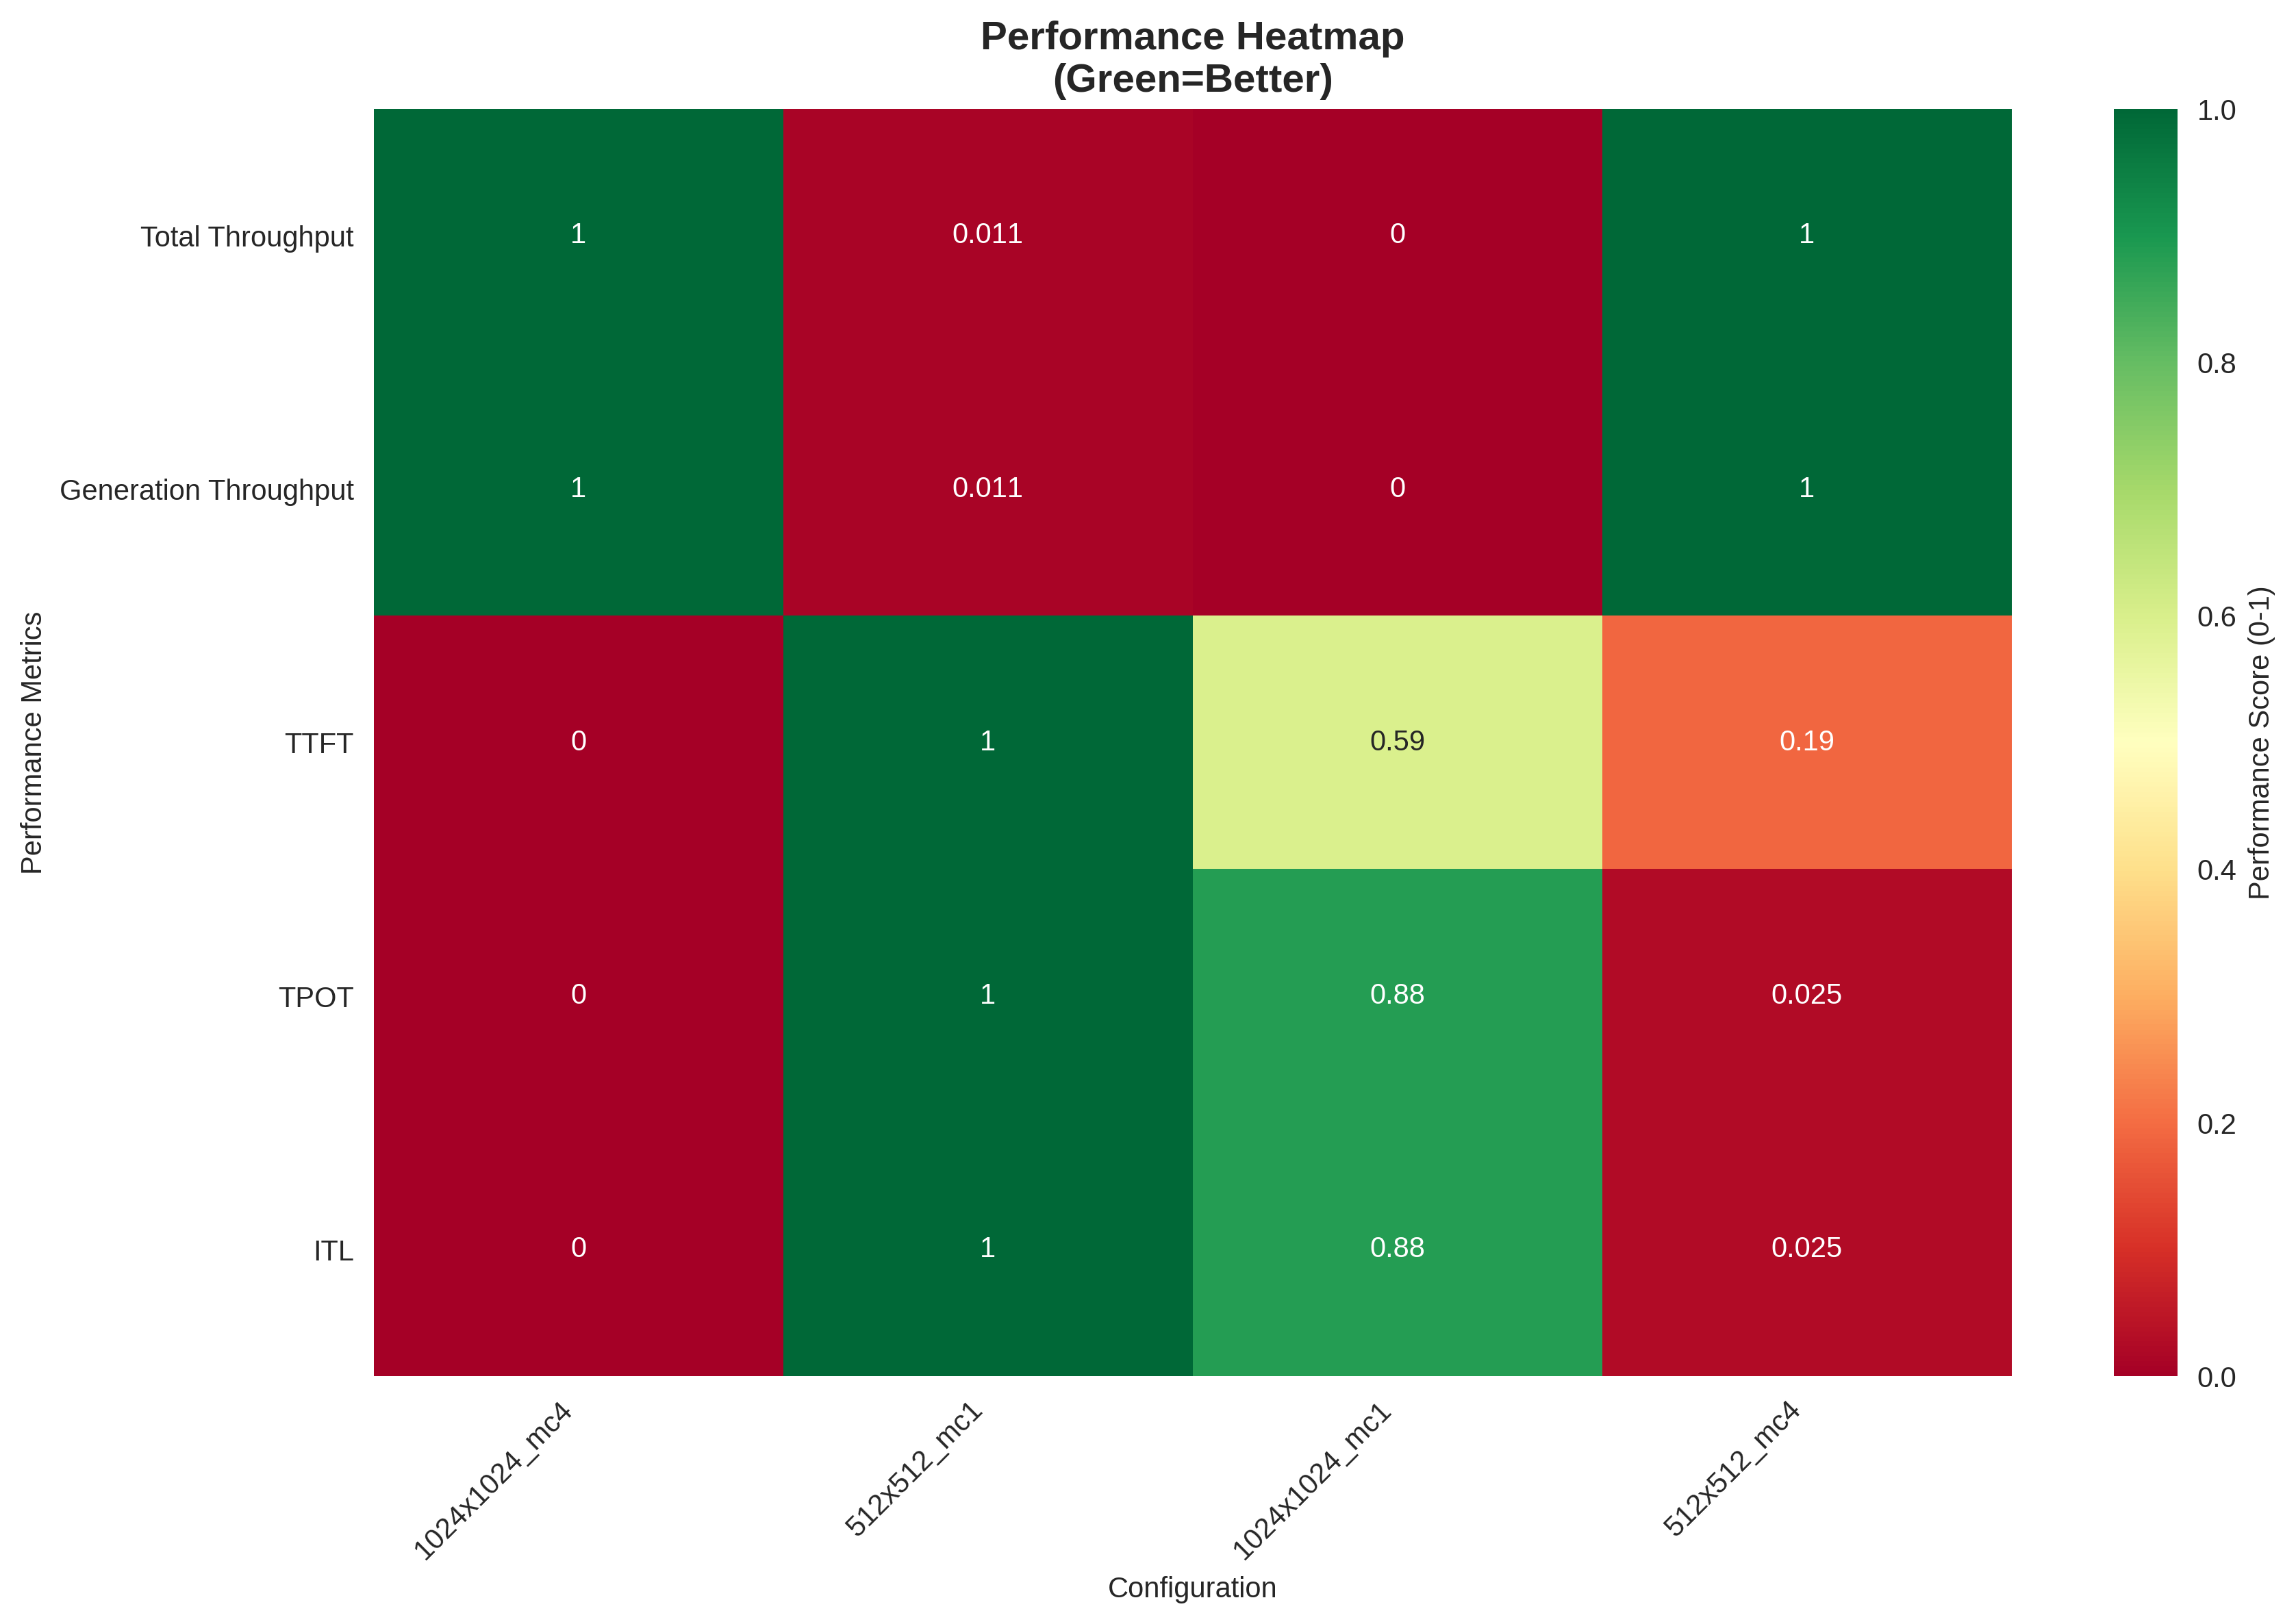 Performance Heatmap
(Green=Better)
Total Throughput
1
0.011
0
1
Generation Throughput
1
0.011
0
1
TTFT
0
1
0.59
0.19
TPOT
0
1
0.88
0.025
ITL
0
1
0.88
0.025
Performance Metrics
1024x1024_mc4
512x512_mc1
1024x1024_mc1
512x512_mc4
Configuration
1.0
0.8
0.6
0.4
0.2
0.0
Performance Score (0-1)